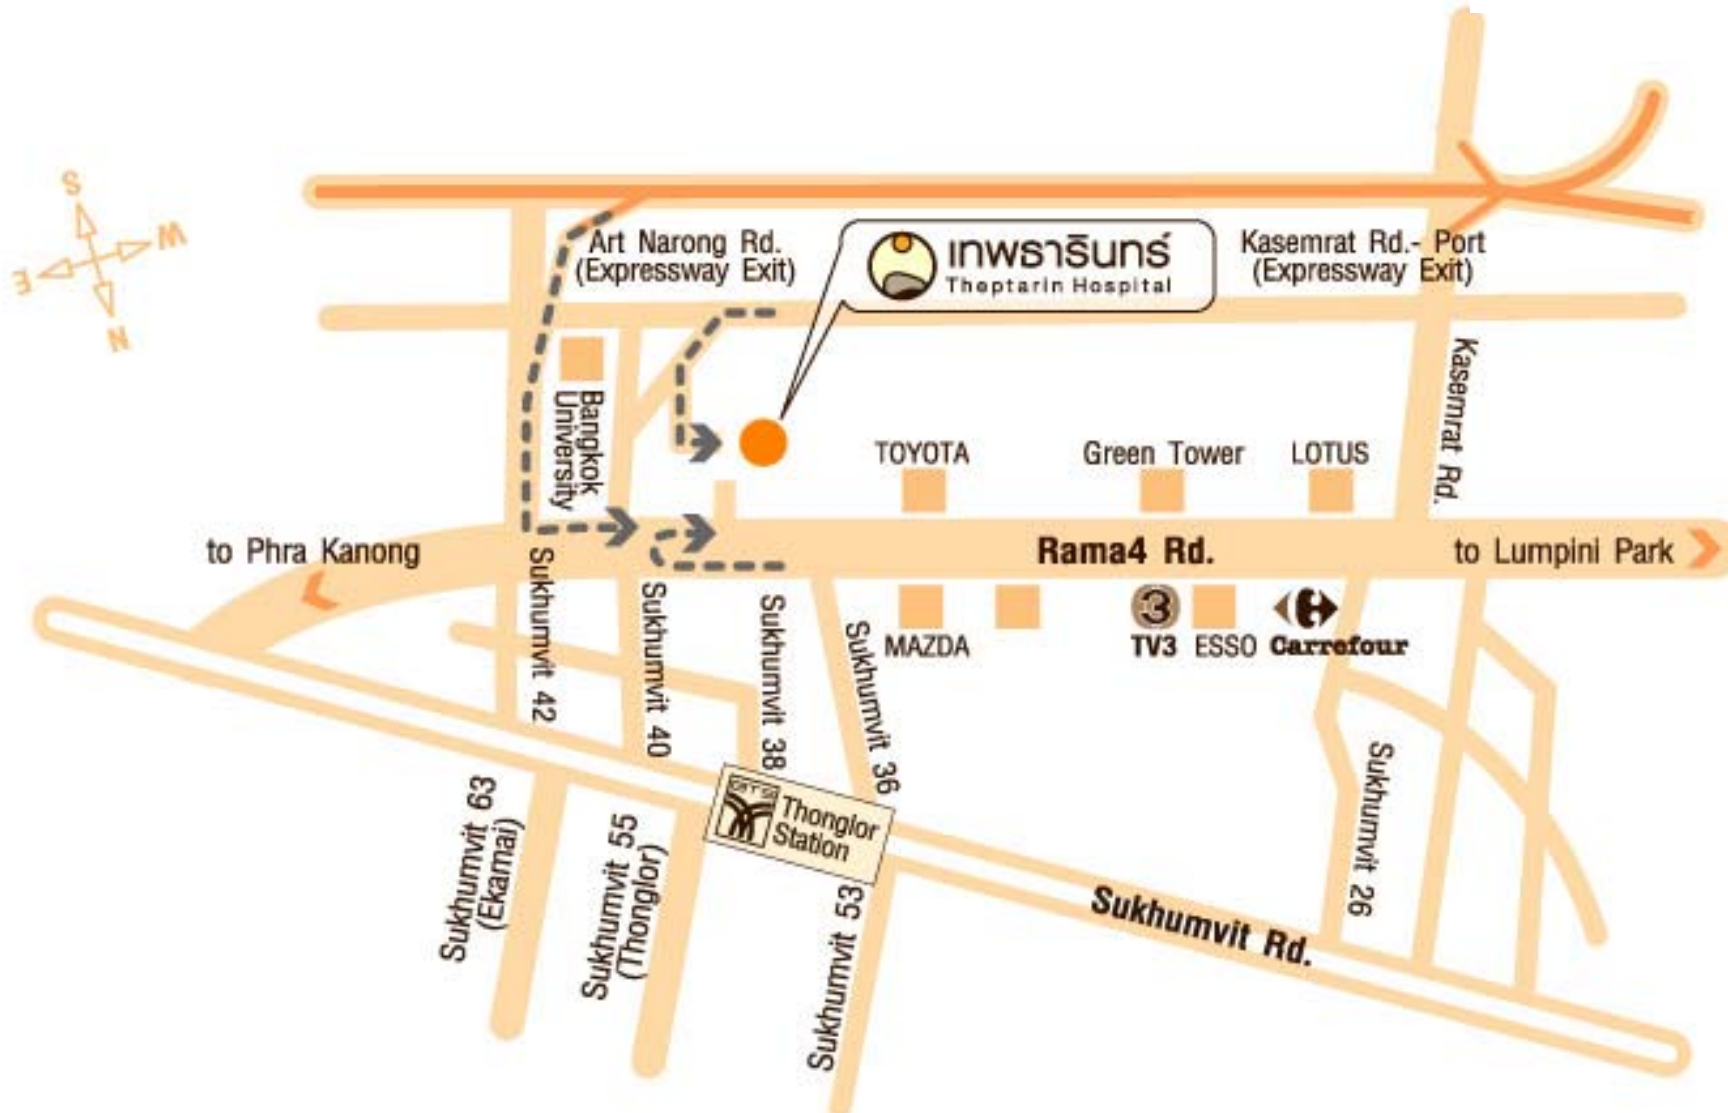 S
W
E
N
Art Narong Rd.
(Expressway Exit)
เทพธารินทร์
Theptarin Hospital
Kasemrat Rd.- Port
(Expressway Exit)
Kasemrat Rd.
Bangkok
University
TOYOTA
Green Tower
LOTUS
to Phra Kanong
Rama4 Rd.
to Lumpini Park
MAZDA
3
TV3
ESSO
Carrefour
Sukhumvit 42
Sukhumvit 40
Sukhumvit 38
Sukhumvit 36
Sukhumvit 26
BTS
Thonglor
Station
Sukhumvit 63
(Ekamai)
Sukhumvit 55
(Thonglor)
Sukhumvit 53
Sukhumvit Rd.